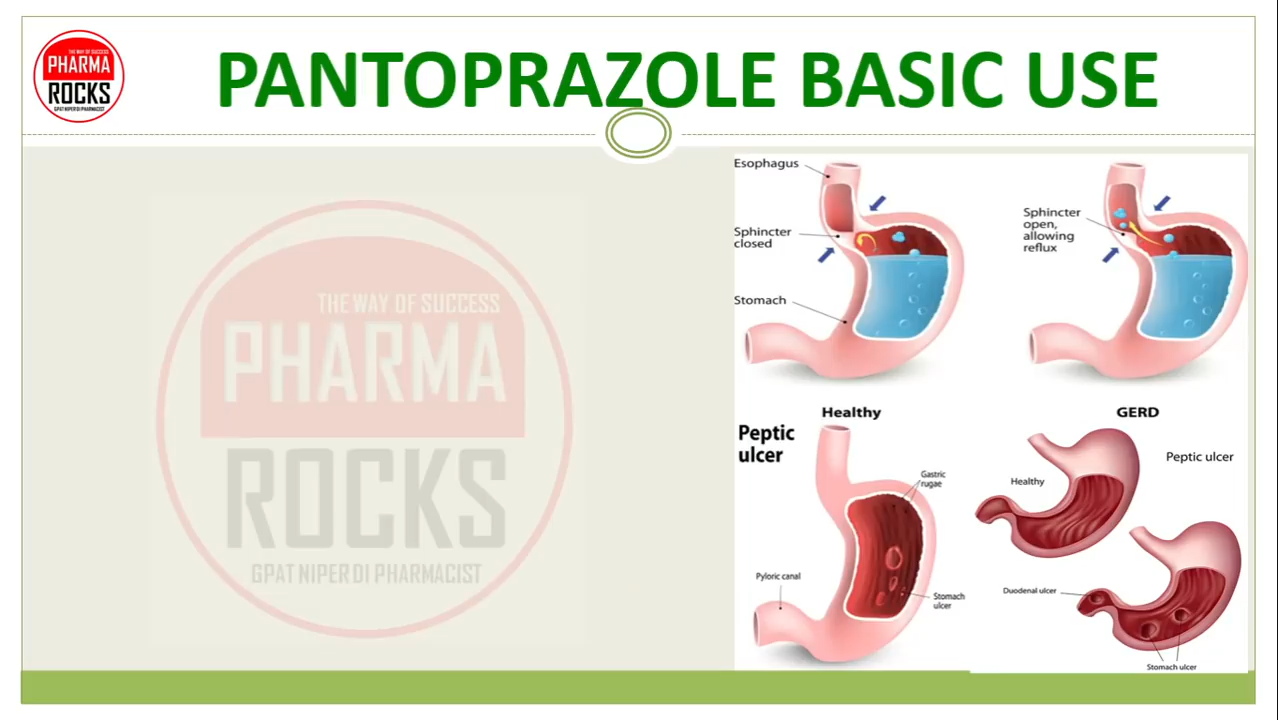 THE WAY OF SUCCESS
PHARMA
ROCKS
GPAT NIPER DI PHARMACIST
PANTOPRAZOLE BASIC USE
THE WAY OF SUCCESS
PHARMA
ROCKS
GPAT NIPER DI PHARMACIST
Esophagus
Sphincter
closed
Stomach
Healthy
Sphincter
open,
allowing
reflux
GERD
Peptic
ulcer
Gastric
rugae
Pyloric canal
Stomach
ulcer
Peptic ulcer
Healthy
Duodenal ulcer
Stomach ulcer